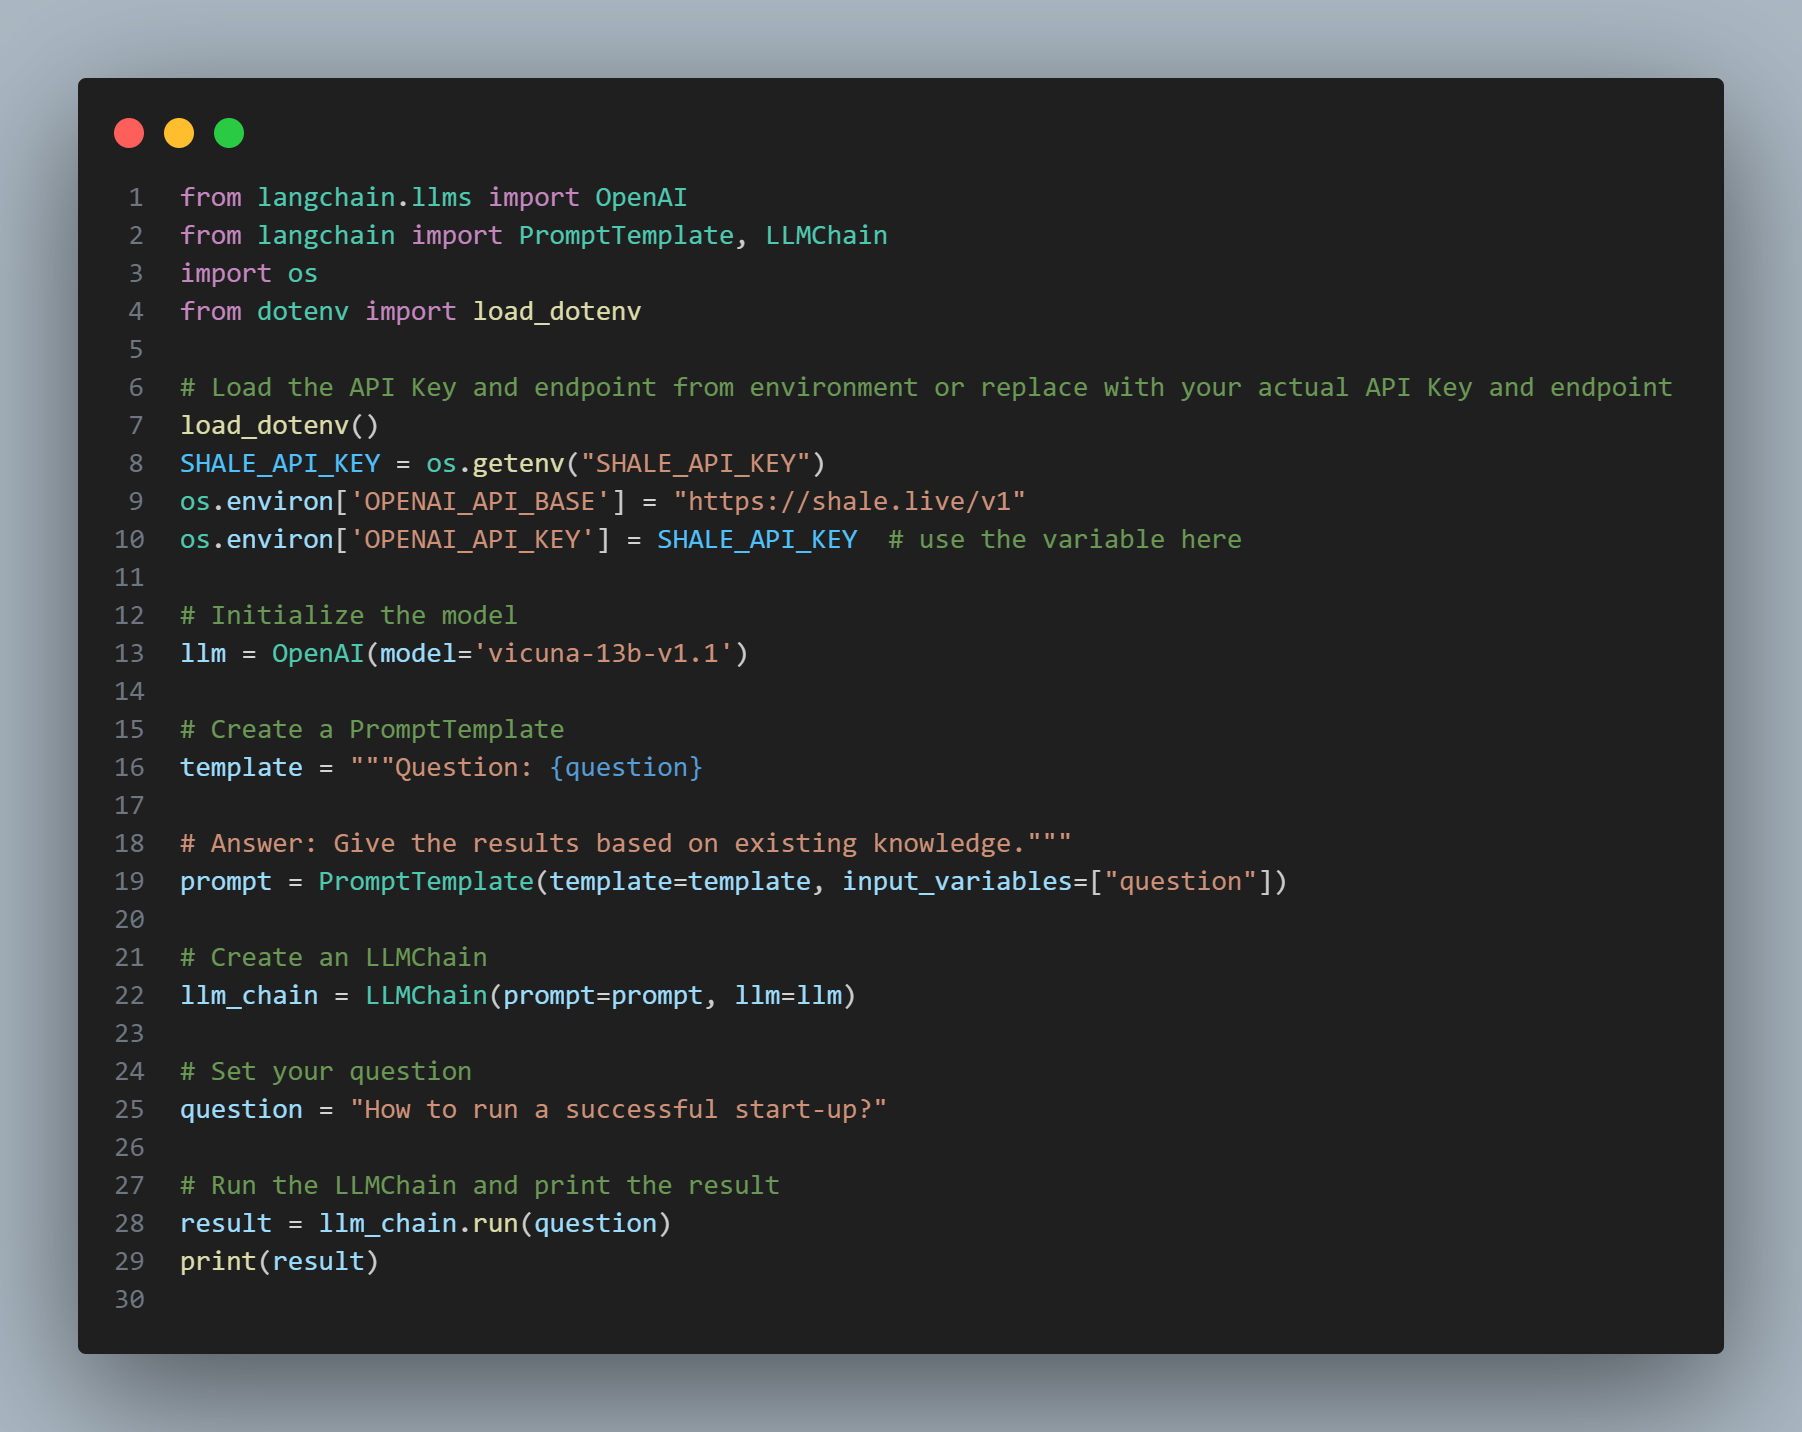 1 from langchain.llms import OpenAI
2 from langchain import PromptTemplate, LLMChain
3 import os
4 from dotenv import load_dotenv
5
6 # Load the API Key and endpoint from environment or replace with your actual API Key and endpoint
7 load_dotenv()
8 SHALE_API_KEY = os.getenv("SHALE_API_KEY")
9 os.environ['OPENAI_API_BASE'] = "https://shale.live/v1"
10 os.environ['OPENAI_API_KEY'] = SHALE_API_KEY  # use the variable here
11
12 # Initialize the model
13 llm = OpenAI(model='vicuna-13b-v1.1')
14
15 # Create a PromptTemplate
16 template = """Question: {question}
17
18 # Answer: Give the results based on existing knowledge."""
19 prompt = PromptTemplate(template=template, input_variables=["question"])
20
21 # Create an LLMChain
22 llm_chain = LLMChain(prompt=prompt, llm=llm)
23
24 # Set your question
25 question = "How to run a successful start-up?"
26
27 # Run the LLMChain and print the result
28 result = llm_chain.run(question)
29 print(result)
30